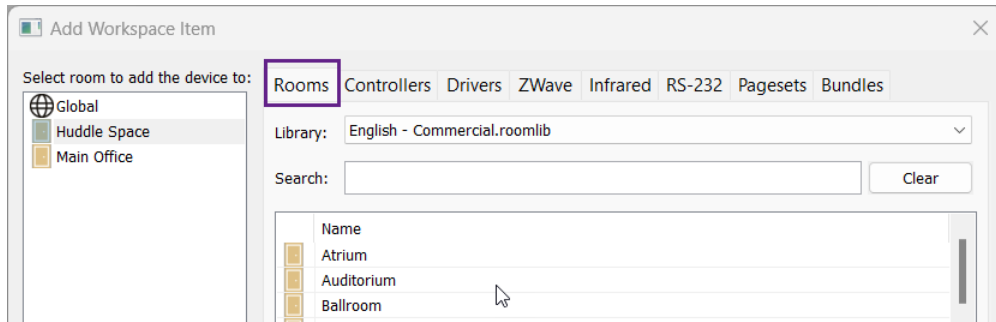 Add Workspace Item
Select room to add the device to:
Global
Huddle Space
Main Office
Rooms Controllers Drivers ZWave Infrared RS-232 Pagesets Bundles
Library: English - Commercial.roomlib
Search: Clear
Name
Atrium
Auditorium
Ballroom